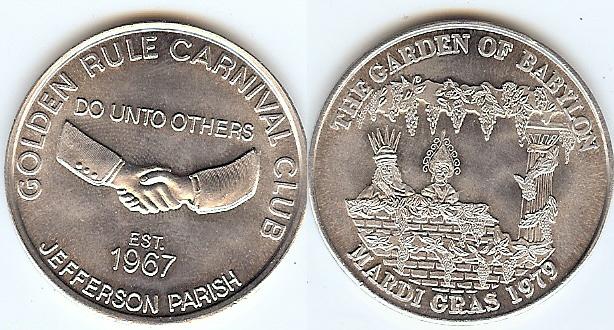 GOLDEN RULE CARNIVAL CLUB
DO UNTO OTHERS
EST.
1967
JEFFERSON PARISH
THE GARDEN OF BABYLON
MARDI GRAS 1979